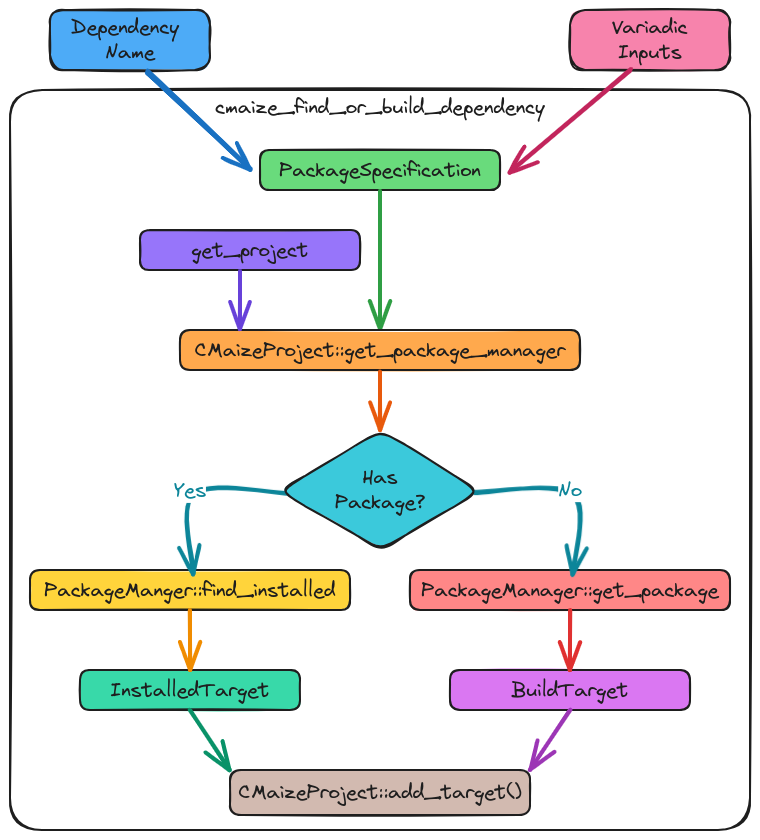 Dependency
Name
Variadic
Inputs
cmaize_find_or_build_dependency
PackageSpecification
get_project
CMaizeProject::get_package_manager
Has
Package?
Yes
No
PackageManger::find_installed
PackageManager::get_package
InstalledTarget
BuildTarget
CMaizeProject::add_target()